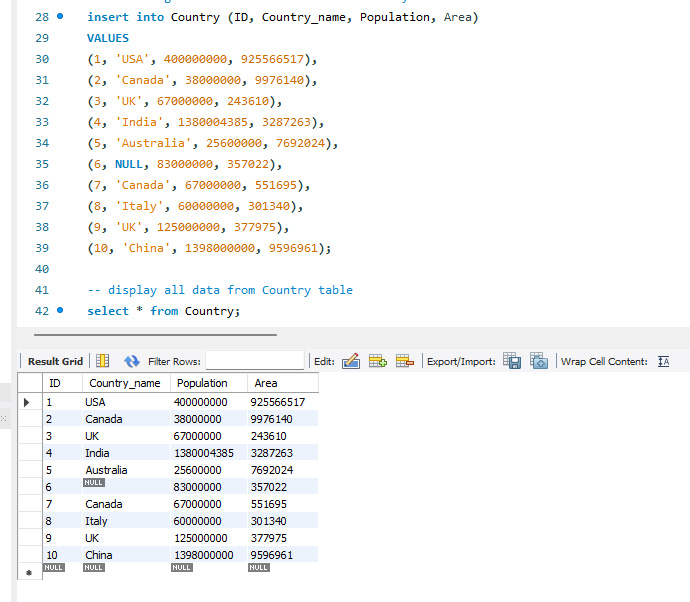 28 insert into Country (ID, Country_name, Population, Area)
29 VALUES
30 (1, 'USA', 400000000, 925566517),
31 (2, 'Canada', 38000000, 9976140),
32 (3, 'UK', 67000000, 243610),
33 (4, 'India', 1380004385, 3287263),
34 (5, 'Australia', 25600000, 7692024),
35 (6, NULL, 83000000, 357022),
36 (7, 'Canada', 67000000, 551695),
37 (8, 'Italy', 60000000, 301340),
38 (9, 'UK', 125000000, 377975),
39 (10, 'China', 1398000000, 9596961);
40
41 -- display all data from Country table
42 select * from Country;
Result Grid Filter Rows: Edit: Export/Import: Wrap Cell Content: IA
ID Country_name Population Area
1 USA 400000000 925566517
2 Canada 38000000 9976140
3 UK 67000000 243610
4 India 1380004385 3287263
5 Australia 25600000 7692024
6 NULL 83000000 357022
7 Canada 67000000 551695
8 Italy 60000000 301340
9 UK 125000000 377975
10 China 1398000000 9596961
NULL NULL NULL NULL